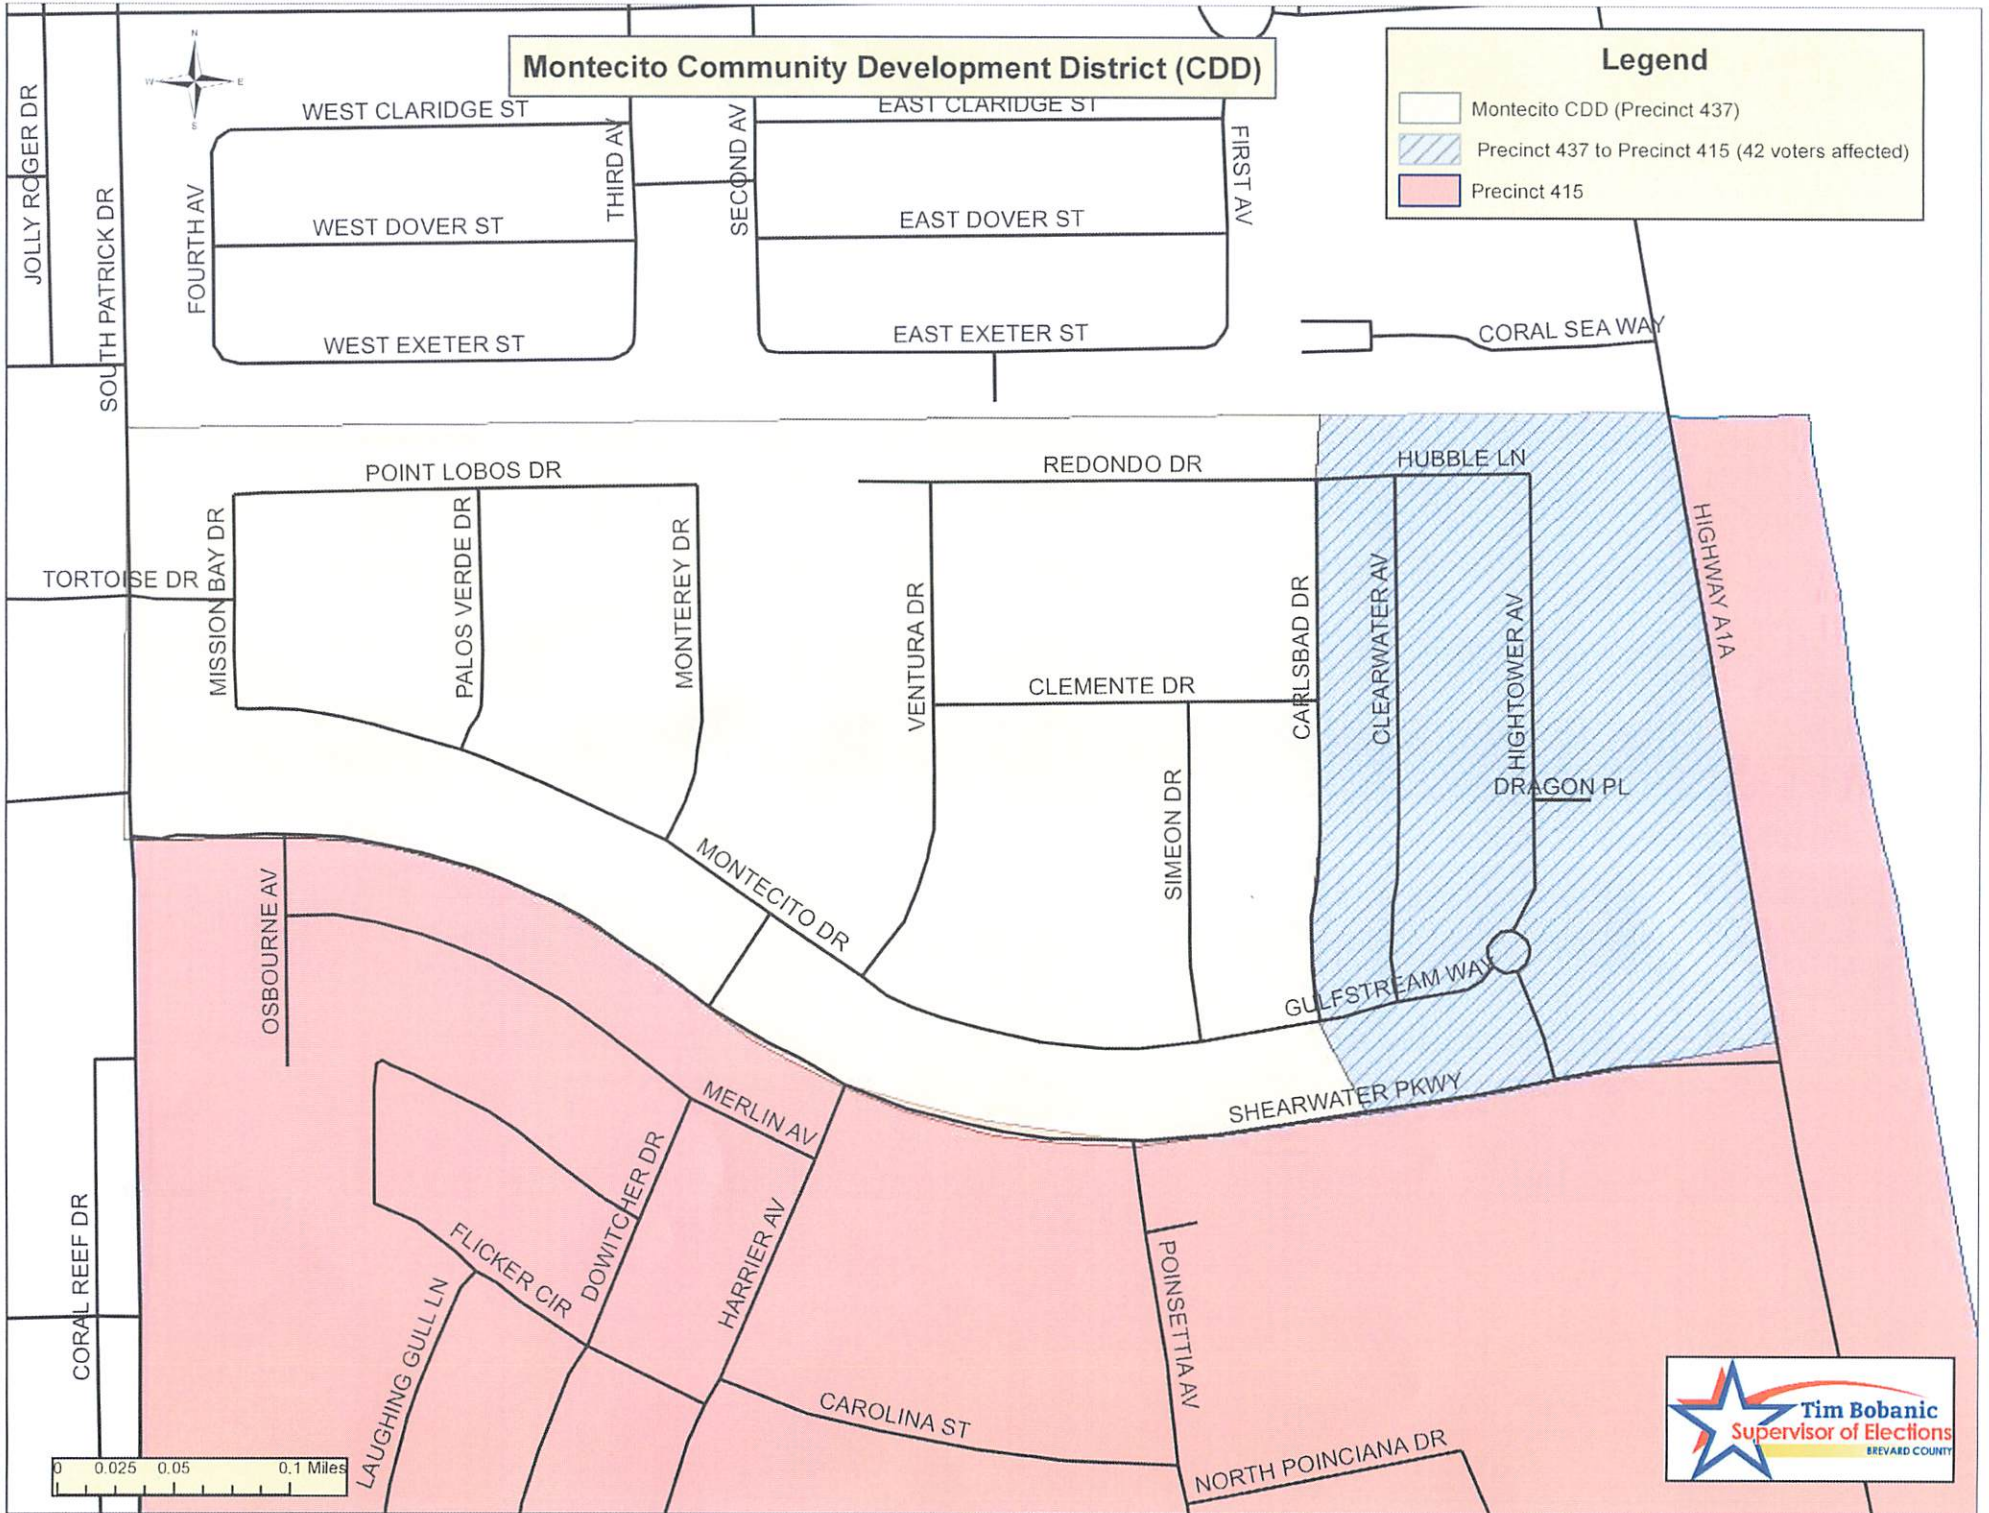 Montecito Community Development District (CDD)
Legend
Montecito CDD (Precinct 437)
Precinct 437 to Precinct 415 (42 voters affected)
Precinct 415
N
W
E
S
JOLLY ROGER DR
SOUTH PATRICK DR
FOURTH AV
WEST CLARIDGE ST
THIRD AV
SECOND AV
EAST CLARIDGE ST
FIRST AV
WEST DOVER ST
EAST DOVER ST
WEST EXETER ST
EAST EXETER ST
CORAL SEA WAY
POINT LOBOS DR
REDONDO DR
HUBBLE LN
TORTOISE DR
MISSION BAY DR
PALOS VERDE DR
MONTEREY DR
VENTURA DR
CLEMENTE DR
CARLSBAD DR
CLEARWATER AV
HIGHTOWER AV
HIGHWAY A1A
DRAGON PL
SIMEON DR
MONTECITO DR
OSBOURNE AV
GULFSTREAM WAY
SHEARWATER PKWY
MERLIN AV
DOWITCHER DR
HARRIER AV
FLICKER CIR
CORAL REEF DR
LAUGHING GULL LN
POINSETTIA AV
CAROLINA ST
NORTH POINCIANA DR
0 0.025 0.05 0.1 Miles
Tim Bobanic
Supervisor of Elections
BREVARD COUNTY